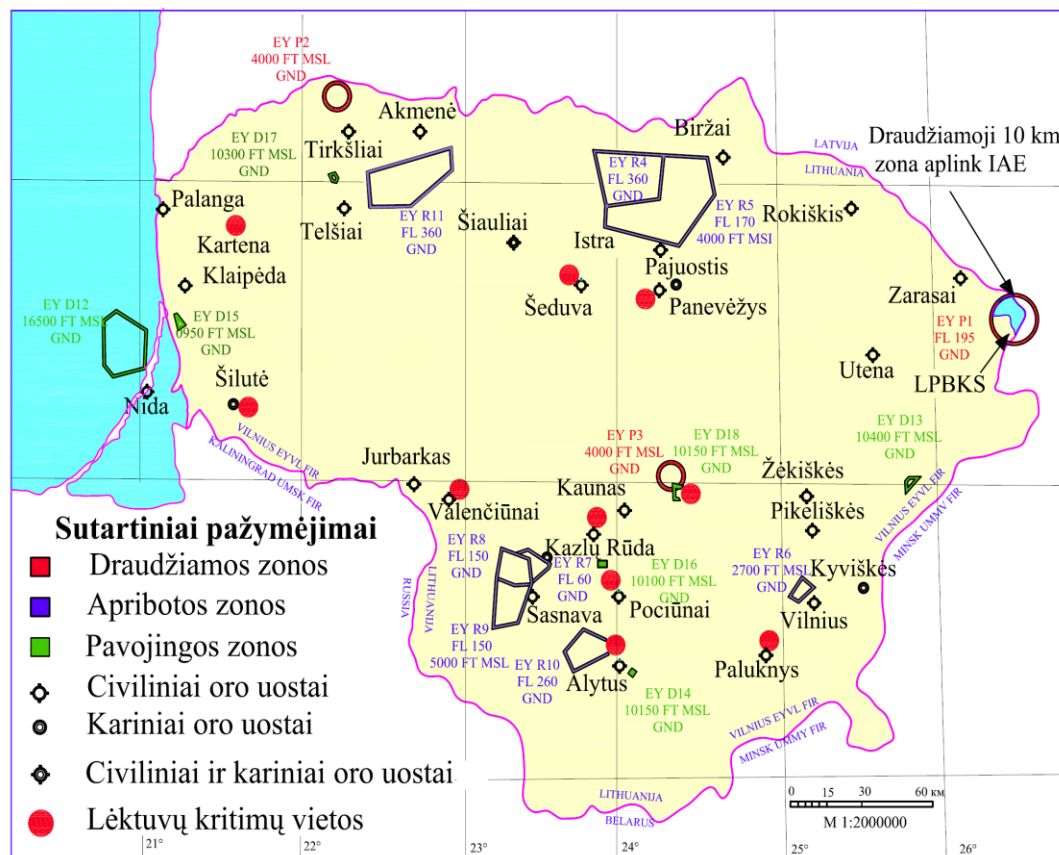 EY P2
4000 FT MSL
GND
Akmenė
Biržai
Draudžiamoji 10 km
zona aplink IAE
LATVIJA
LITHUANIA
EY D17
10300 FT MSL
GND
Tirkšliai
EY R4
FL 360
GND
Palanga
Telšiai
EY R11
FL 360
GND
Šiauliai
EY R5
FL 170
4000 FT MSI
Rokiškis
Kartena
Istra
Klaipėda
Pajuostis
Šeduva
Panevėžys
Zarasai
EY D12
16500 FT MSL
GND
EY D15
0950 FT MSL
GND
EY P1
FL 195
GND
Utena
LPBKS
Nida
Šilutė
VILNIUS EYVL FIR
KALININGRAD UMSK FIR
EY P3
4000 FT MSL
GND
EY D18
10150 FT MSL
GND
EY D13
10400 FT MSL
GND
Jurbarkas
Kaunas
Žėkiškės
Valenčiūnai
Pikeliškės
VILNIUS EYVL FIR
MINSK UMMV FIR
Sutartiniai pažymėjimai
EY R8
FL 150
GND
Kazlų Rūda
EY R7
FL 60
GND
EY D16
10100 FT MSL
GND
EY R6
2700 FT MSL
GND
Kyviškės
RUSSIA
LITHUANIJA
Draudžiamos zonos
Apribotos zonos
Sasnava
Pociūnai
Vilnius
EY R9
FL 150
5000 FT MSL
EY R10
FL 260
GND
Pavojingos zonos
Alytus
Paluknys
Civiliniai oro uostai
EY D14
10150 FT MSL
GND
Kariniai oro uostai
VILNIUS EYVL FIR
MINSK UMMY FIR
Civiliniai ir kariniai oro uostai
LITHUANIJA
BELARUS
0 15 30 60 KM
M 1:2000000
Lėktuvų kritimų vietos
21° 22 23 24 25° 26°